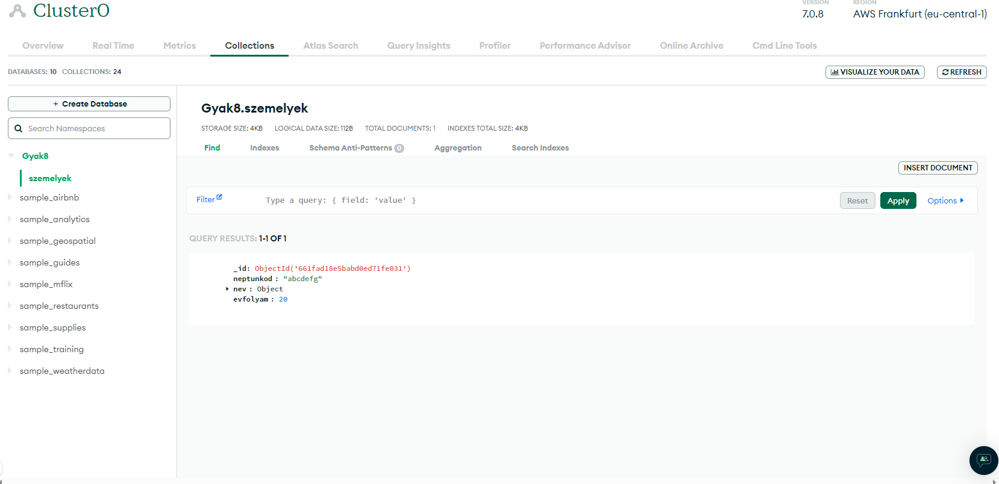 Cluster0
VERSION
7.0.8
REGION
AWS Frankfurt (eu-central-1)
Overview Real Time Metrics Collections Atlas Search Query Insights Profiler Performance Advisor Online Archive Cmd Line Tools
DATABASES: 10 COLLECTIONS: 24
VISUALIZE YOUR DATA
REFRESH
+ Create Database
Search Namespaces
Gyak8
szemelyek
sample_airbnb
sample_analytics
sample_geospatial
sample_guides
sample_mflix
sample_restaurants
sample_supplies
sample_training
sample_weatherdata
Gyak8.szemelyek
STORAGE SIZE: 4KB LOGICAL DATA SIZE: 112B TOTAL DOCUMENTS: 1 INDEXES TOTAL SIZE: 4KB
Find Indexes Schema Anti-Patterns 0 Aggregation Search Indexes
INSERT DOCUMENT
Filter Type a query: { field: 'value' } Reset Apply Options
QUERY RESULTS: 1-1 OF 1
_id: ObjectId('661fad18e5babd0ed71fe031')
neptunkod : "abcdefg"
nev : Object
evfolyam : 20